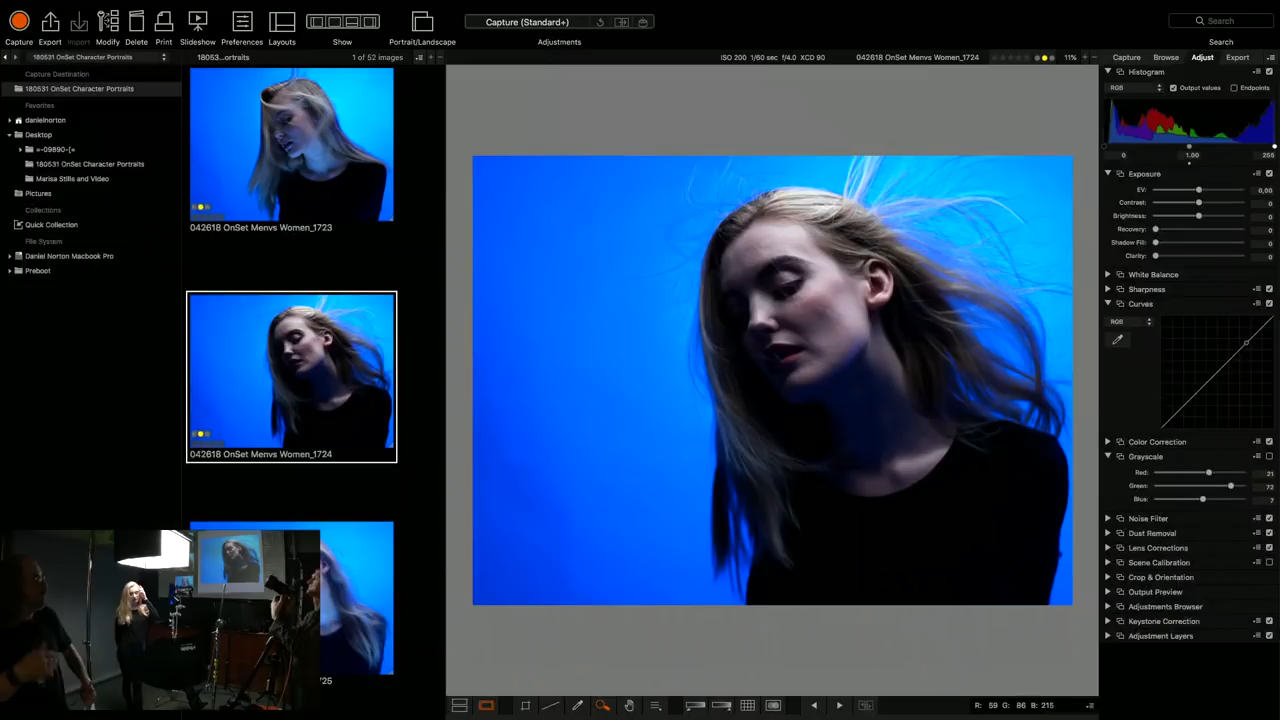 Capture
Export
Import
Modify
Delete
Print
Slideshow
Preferences
Layouts
Show
Portrait/Landscape
Capture (Standard+)
Adjustments
Search
Search
180531 OnSet Character Portraits
18053...ortraits
1 of 52 images
ISO 200 1/60 sec f/4.0 XCD 90
042618 OnSet Menvs Women_1724
11%
Capture
Browse
Adjust
Export
Capture Destination
180531 OnSet Character Portraits
Favorites
danielnorton
Desktop
180531 OnSet Character Portraits
Marisa Stills and Video
Pictures
Collections
Quick Collection
File System
Daniel Norton Macbook Pro
Preboot
042618 OnSet Menvs Women_1723
042618 OnSet Menvs Women_1724
25
Histogram
RGB
Output values
Endpoints
0
1.00
255
Exposure
EV: 0,00
Contrast: 0
Brightness: 0
Recovery: 0
Shadow Fill: 0
Clarity: 0
White Balance
Sharpness
Curves
RGB
Color Correction
Grayscale
Red: 21
Green: 72
Blue: 7
Noise Filter
Dust Removal
Lens Corrections
Scene Calibration
Crop & Orientation
Output Preview
Adjustments Browser
Keystone Correction
Adjustment Layers
R: 59 G: 86 B: 215